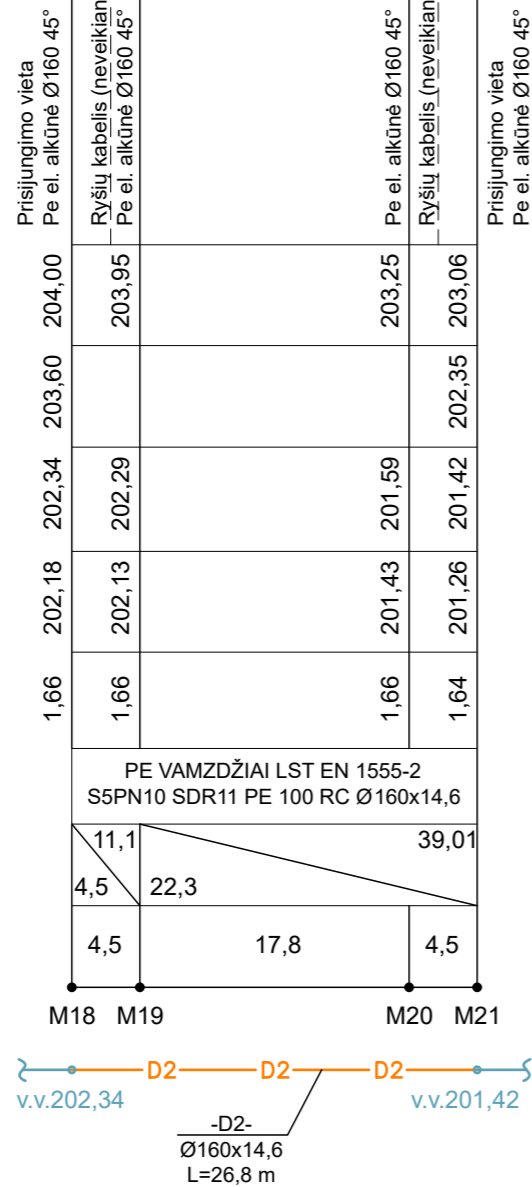 Prisijungimo vieta
Pe el. alkūnė Ø160 45°
Ryšių kabelis (neveikian
Pe el. alkūnė Ø160 45°
Pe el. alkūnė Ø160 45°
Ryšių kabelis (neveikian
Prisijungimo vieta
Pe el. alkūnė Ø160 45°
204,00 203,95 203,25 203,06
203,60 202,35
202,34 202,29 201,59 201,42
202,18 202,13 201,43 201,26
1,66 1,66 1,66 1,64
PE VAMZDŽIAI LST EN 1555-2
S5PN10 SDR11 PE 100 RC Ø160x14,6
11,1 39,01
4,5 22,3
4,5 17,8 4,5
M18 M19 M20 M21
D2 D2 D2
v.v.202,34 v.v.201,42
-D2-
Ø160x14,6
L=26,8 m